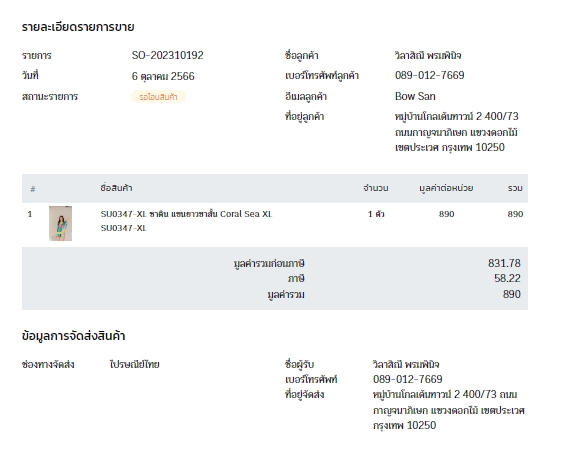 รายละเอียดรายการขาย
รายการ SO-202310192 ชื่อลูกค้า วิลาสินี พรมพินิจ
วันที่ 6 ตุลาคม 2566 เบอร์โทรศัพท์ลูกค้า 089-012-7669
สถานะรายการ รอโอนสินค้า อีเมลลูกค้า Bow San
ที่อยู่ลูกค้า หมู่บ้านโกลเด้นทาวน์ 2 400/73
ถนนกาญจนาภิเษก แขวงดอกไม้
เขตประเวศ กรุงเทพ 10250
# ชื่อสินค้า จำนวน มูลค่าต่อหน่วย รวม
1 SU0347-XL ซาติน แขนยาวขาสั้น Coral Sea XL 1 ตัว 890 890
SU0347-XL
มูลค่ารวมก่อนภาษี 831.78
ภาษี 58.22
มูลค่ารวม 890
ข้อมูลการจัดส่งสินค้า
ช่องทางจัดส่ง ไปรษณีย์ไทย ชื่อผู้รับ วิลาสินี พรมพินิจ
เบอร์โทรศัพท์ 089-012-7669
ที่อยู่จัดส่ง หมู่บ้านโกลเด้นทาวน์ 2 400/73 ถนน
กาญจนาภิเษก แขวงดอกไม้ เขตประเวศ
กรุงเทพ 10250